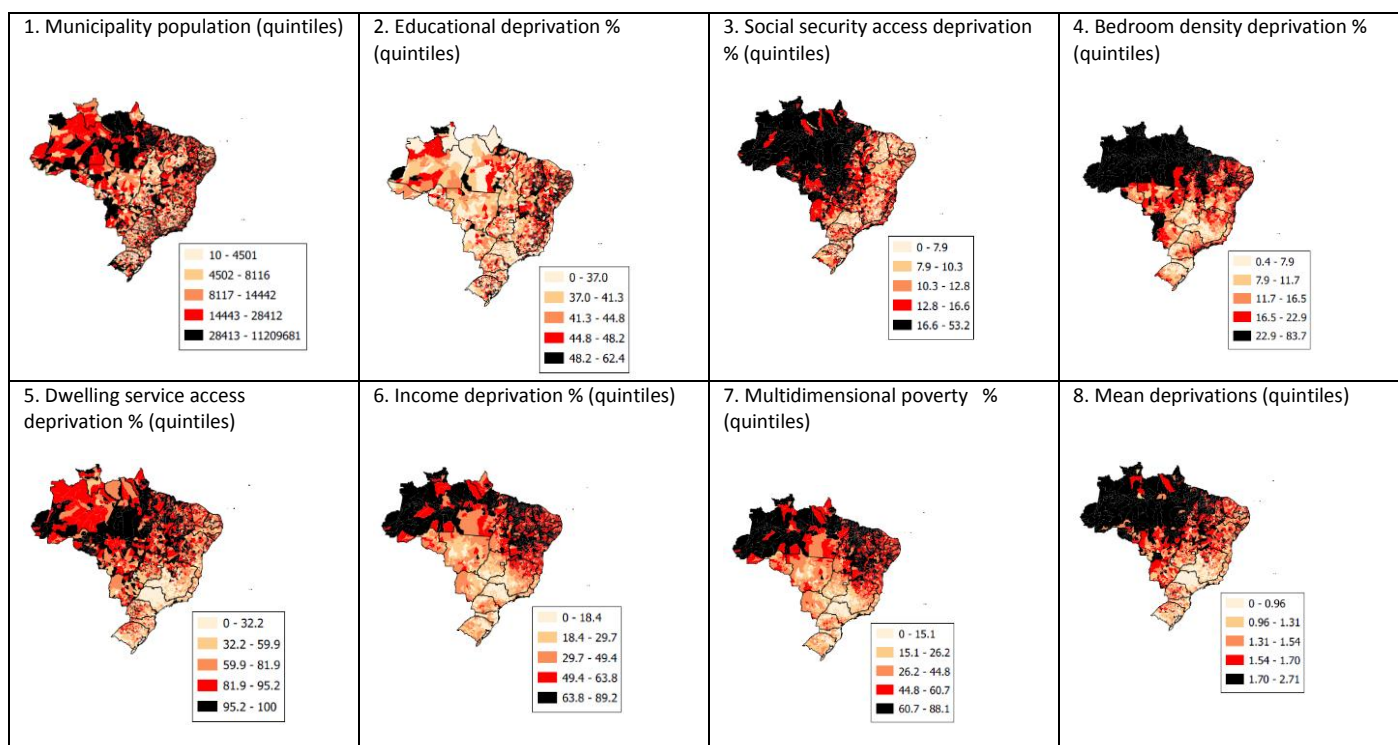 1. Municipality population (quintiles)
10 - 4501
4502 - 8116
8117 - 14442
14443 - 28412
28413 - 11209681
2. Educational deprivation %
(quintiles)
0 - 37.0
37.0 - 41.3
41.3 - 44.8
44.8 - 48.2
48.2 - 62.4
3. Social security access deprivation
% (quintiles)
0 - 7.9
7.9 - 10.3
10.3 - 12.8
12.8 - 16.6
16.6 - 53.2
4. Bedroom density deprivation %
(quintiles)
0.4 - 7.9
7.9 - 11.7
11.7 - 16.5
16.5 - 22.9
22.9 - 83.7
5. Dwelling service access
deprivation % (quintiles)
0 - 32.2
32.2 - 59.9
59.9 - 81.9
81.9 - 95.2
95.2 - 100
6. Income deprivation % (quintiles)
0 - 18.4
18.4 - 29.7
29.7 - 49.4
49.4 - 63.8
63.8 - 89.2
7. Multidimensional poverty %
(quintiles)
0 - 15.1
15.1 - 26.2
26.2 - 44.8
44.8 - 60.7
60.7 - 88.1
8. Mean deprivations (quintiles)
0 - 0.96
0.96 - 1.31
1.31 - 1.54
1.54 - 1.70
1.70 - 2.71